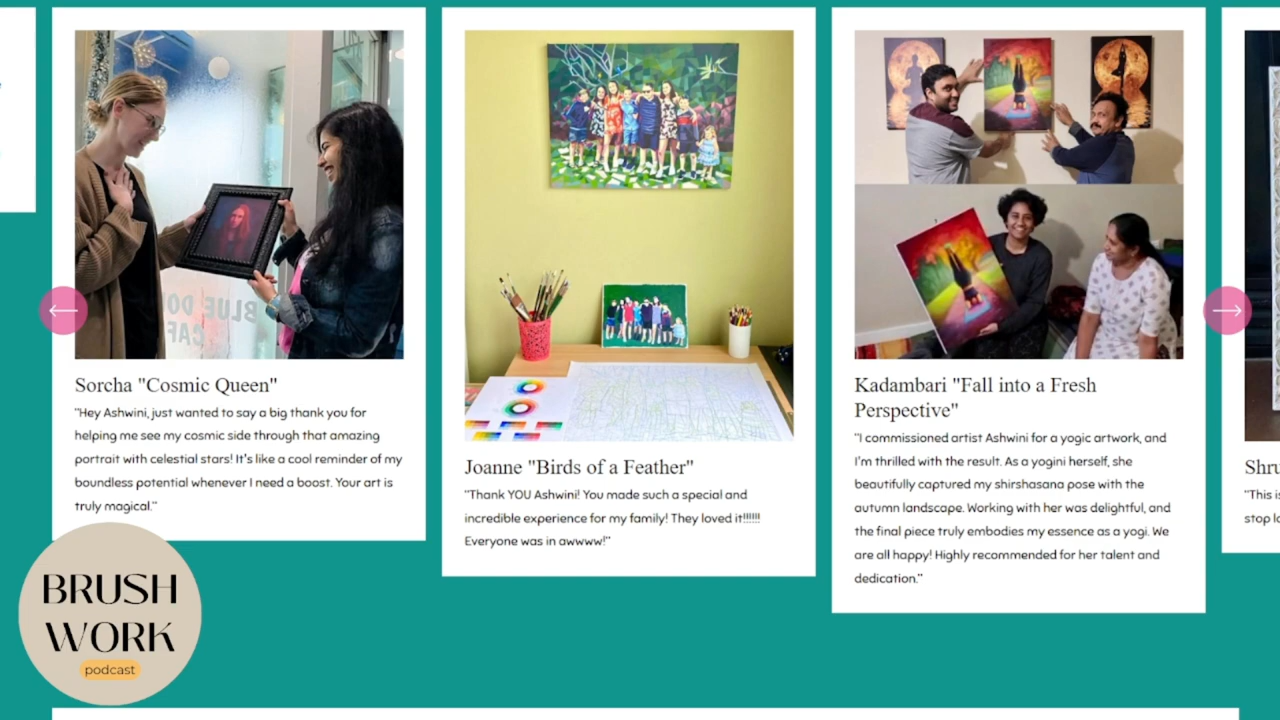 Sorcha "Cosmic Queen"
"Hey Ashwini, just wanted to say a big thank you for
helping me see my cosmic side through that amazing
portrait with celestial stars! It's like a cool reminder of my
boundless potential whenever I need a boost. Your art is
truly magical."
Joanne "Birds of a Feather"
"Thank YOU Ashwini! You made such a special and
incredible experience for my family! They loved it!!!!!!
Everyone was in awwww!"
Kadambari "Fall into a Fresh
Perspective"
"I commissioned artist Ashwini for a yogic artwork, and
I'm thrilled with the result. As a yogini herself, she
beautifully captured my shirshasana pose with the
autumn landscape. Working with her was delightful, and
the final piece truly embodies my essence as a yogi. We
are all happy! Highly recommended for her talent and
dedication."
Shru
"This is
stop lo
BRUSH
WORK
podcast